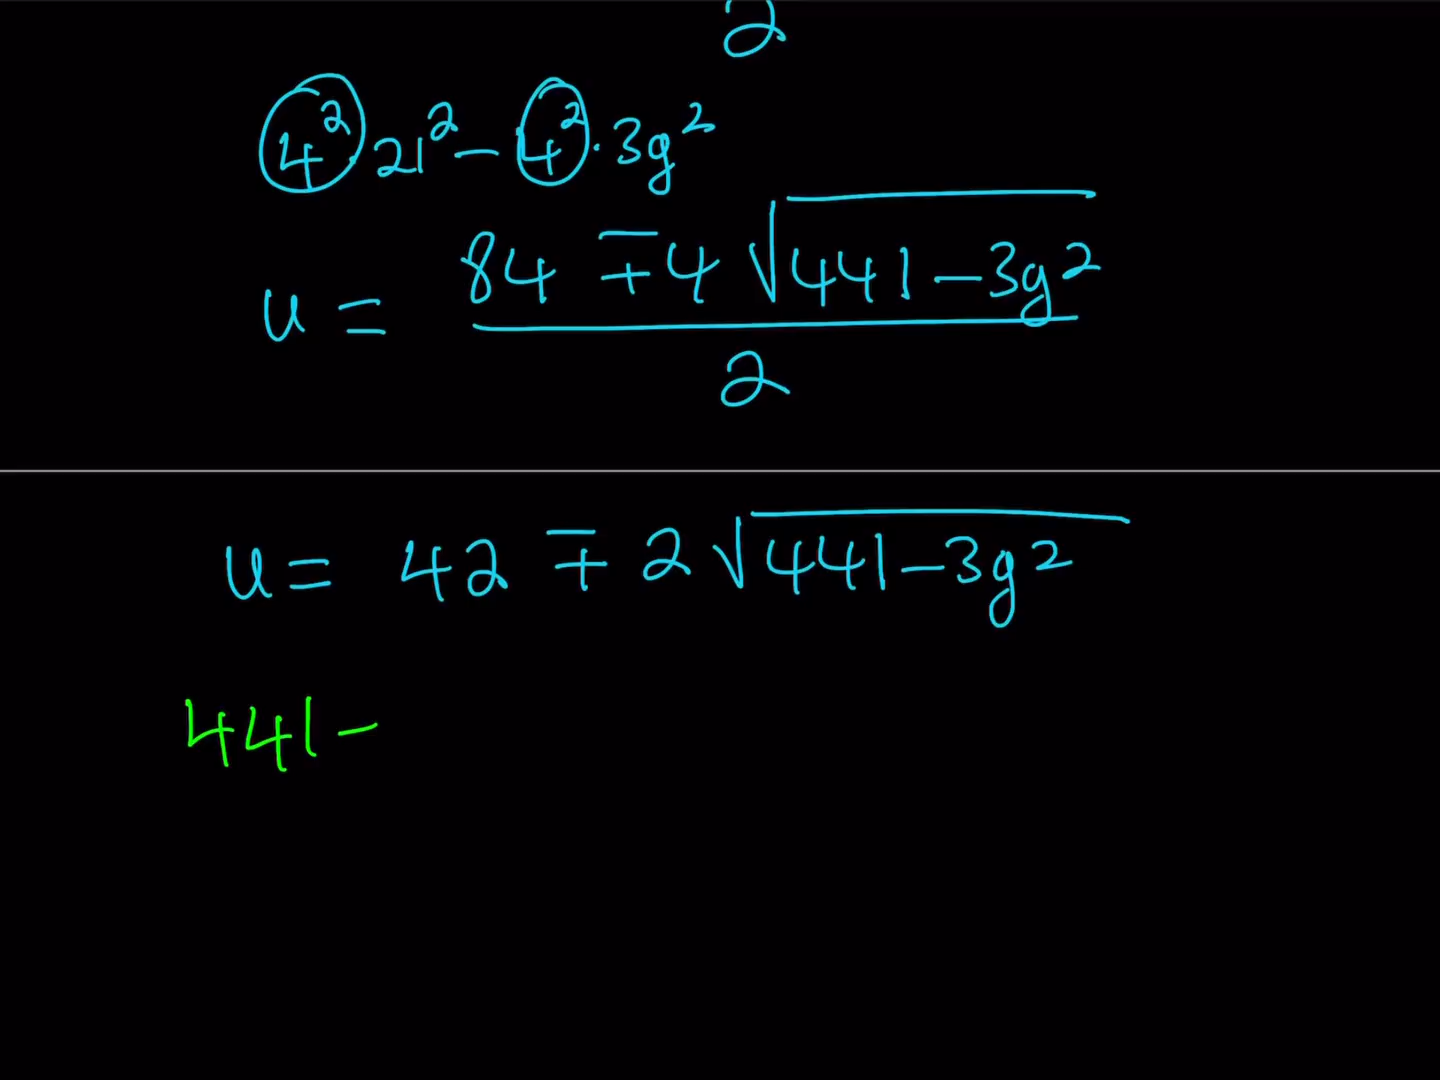 2
4² · 21² - 4² · 3g²
u = 84 ∓ 4 √441 - 3g²
2
u = 42 ∓ 2 √441 - 3g²
441 -